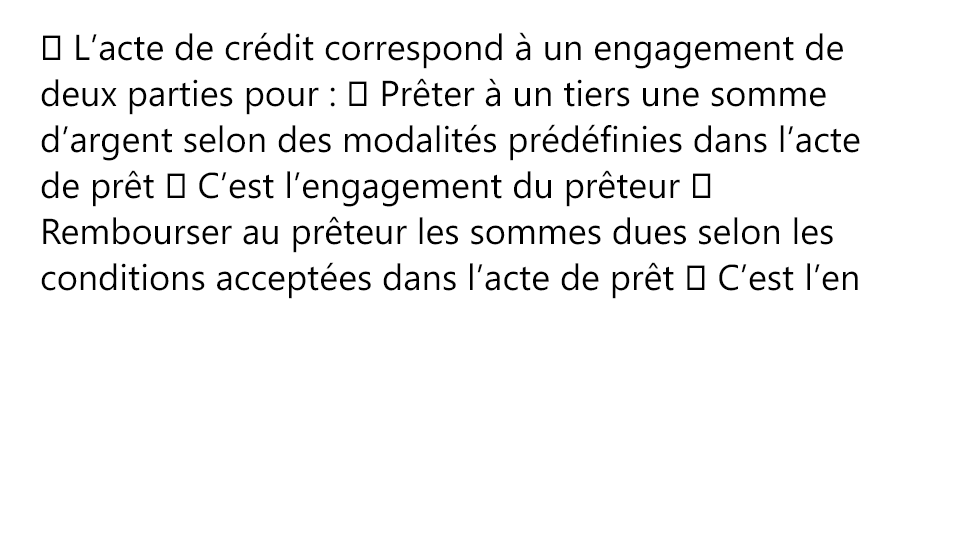 ▯ L’acte de crédit correspond à un engagement de
deux parties pour : ▯ Prêter à un tiers une somme
d’argent selon des modalités prédéfinies dans l’acte
de prêt ▯ C’est l’engagement du prêteur ▯
Rembourser au prêteur les sommes dues selon les
conditions acceptées dans l’acte de prêt ▯ C’est l’en